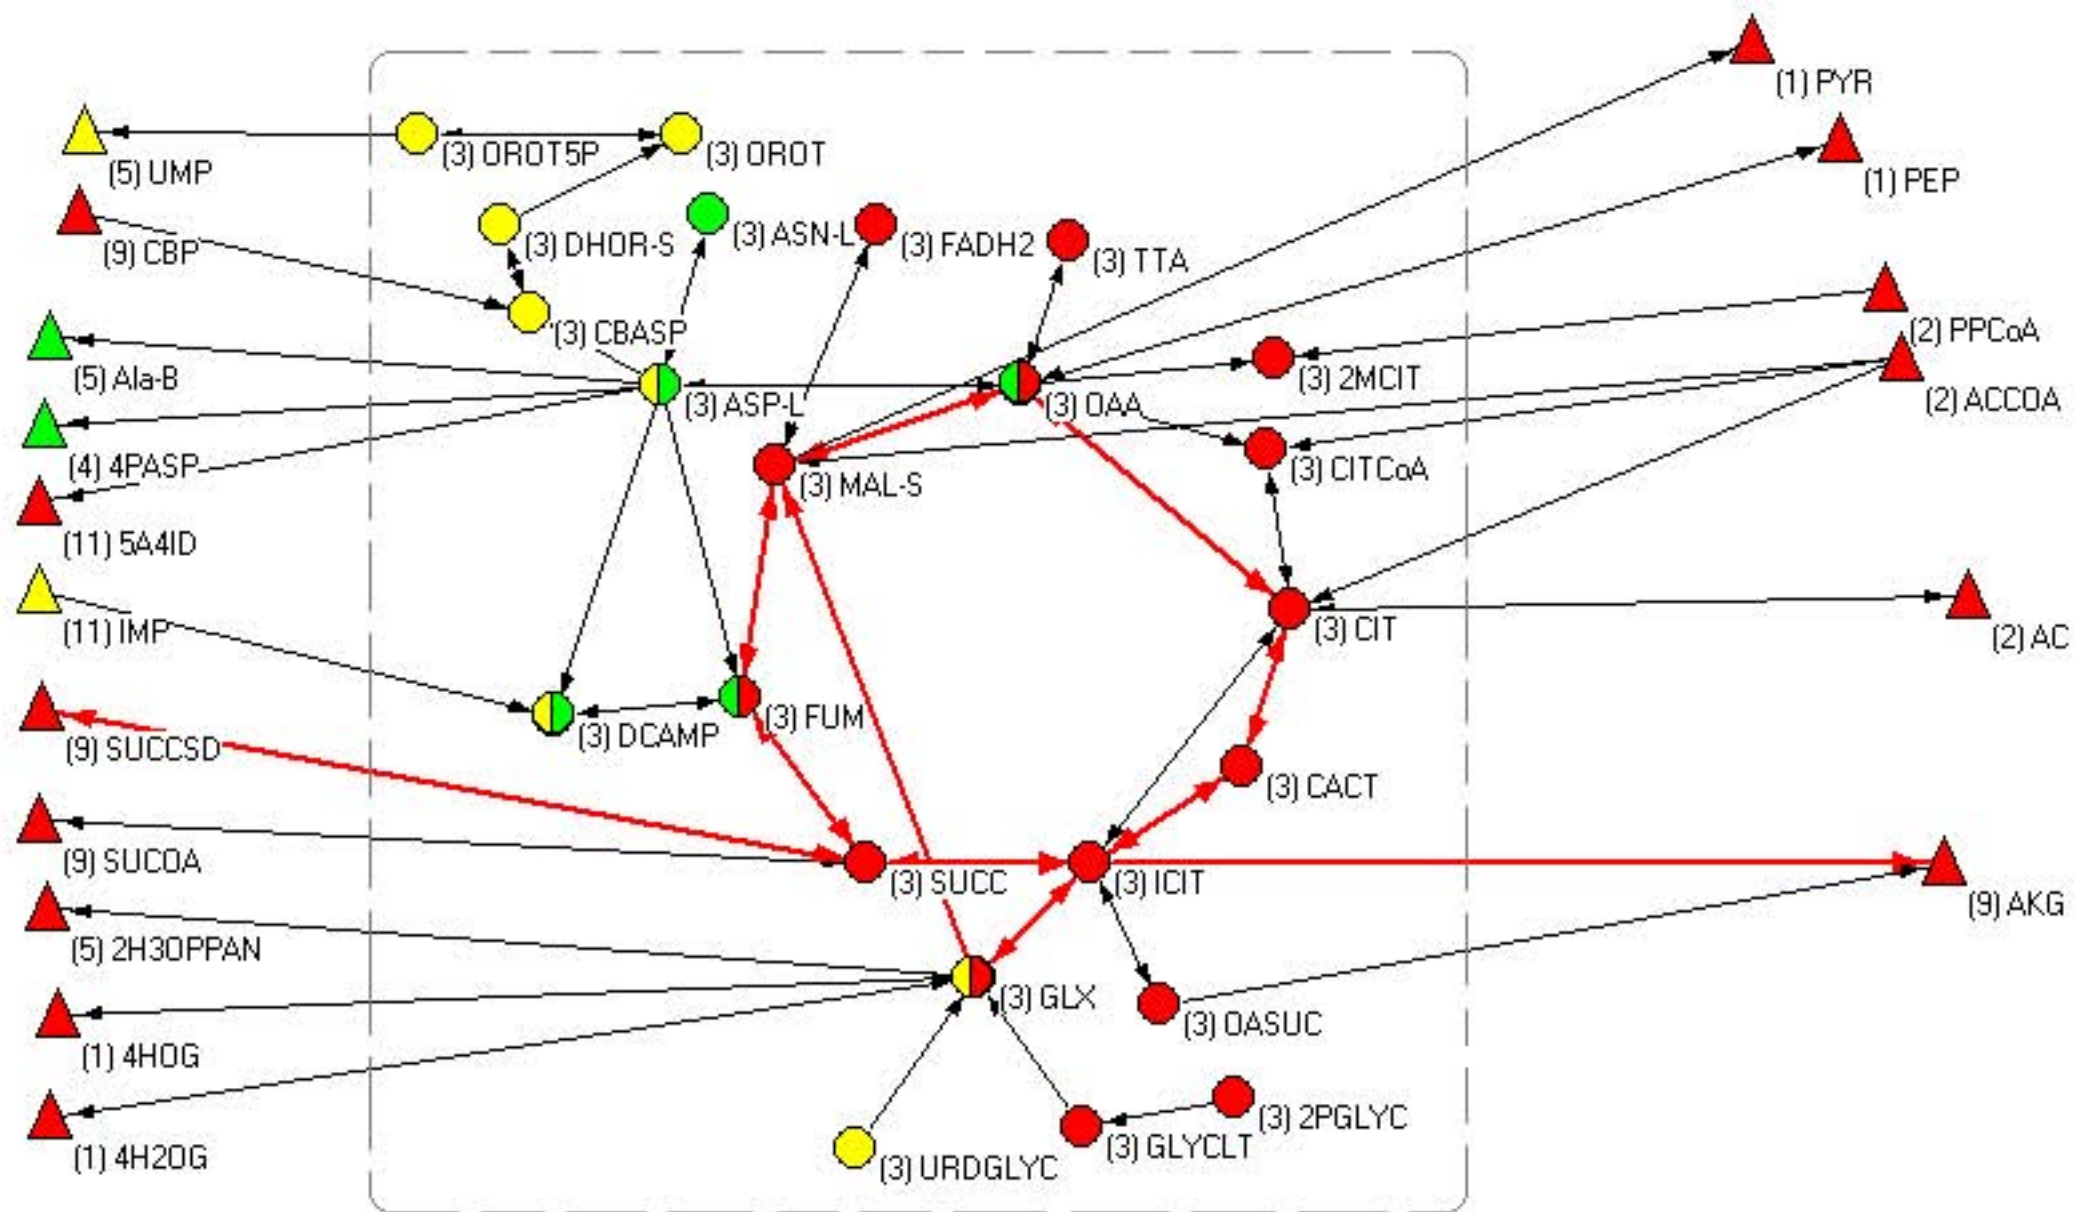 (1) PYR
(5) UMP
(3) OROT5P
(3) OROT
(1) PEP
(9) CBP
(3) DHOR-S
(3) ASN-L
(3) FADH2
(3) TTA
(3) CBASP
(2) PPCoA
(5) Ala-B
(3) ASP-L
(3) OAA
(3) 2MCIT
(2) ACCOA
(4) 4PASP
(3) MAL-S
(3) CITCoA
(11) 5A4ID
(11) IMP
(3) CIT
(2) AC
(9) SUCCSD
(3) DCAMP
(3) FUM
(3) CACT
(9) SUCOA
(3) SUCC
(3) ICIT
(9) AKG
(5) 2H3OPPAN
(3) GLX
(3) OASUC
(1) 4HOG
(1) 4H2OG
(3) URDGLYC
(3) GLYCLT
(3) 2PGLYC